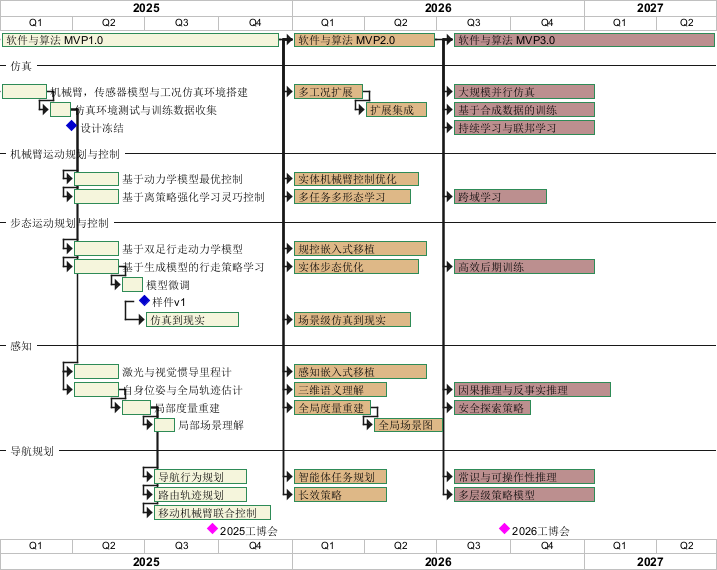 2025 2026 2027
Q1 Q2 Q3 Q4 Q1 Q2 Q3 Q4 Q1 Q2
软件与算法 MVP1.0 软件与算法 MVP2.0 软件与算法 MVP3.0
仿真
机械臂，传感器模型与工况仿真环境搭建 多工况扩展 大规模并行仿真
仿真环境测试与训练数据收集 扩展集成 基于合成数据的训练
设计冻结 持续学习与联邦学习
机械臂运动规划与控制
基于动力学模型最优控制 实体机械臂控制优化
基于离策略强化学习灵巧控制 多任务多形态学习 跨域学习
步态运动规划与控制
基于双足行走动力学模型 规控嵌入式移植
基于生成模型的行走策略学习 实体步态优化 高效后期训练
模型微调
样件v1
仿真到现实 场景级仿真到现实
感知
激光与视觉惯导里程计 感知嵌入式移植
自身位姿与全局轨迹估计 三维语义理解 因果推理与反事实推理
局部度量重建 全局度量重建 安全探索策略
局部场景理解 全局场景图
导航规划
导航行为规划 智能体任务规划 常识与可操作性推理
路由轨迹规划 长效策略 多层级策略模型
移动机械臂联合控制
2025工博会 2026工博会
Q1 Q2 Q3 Q4 Q1 Q2 Q3 Q4 Q1 Q2
2025 2026 2027